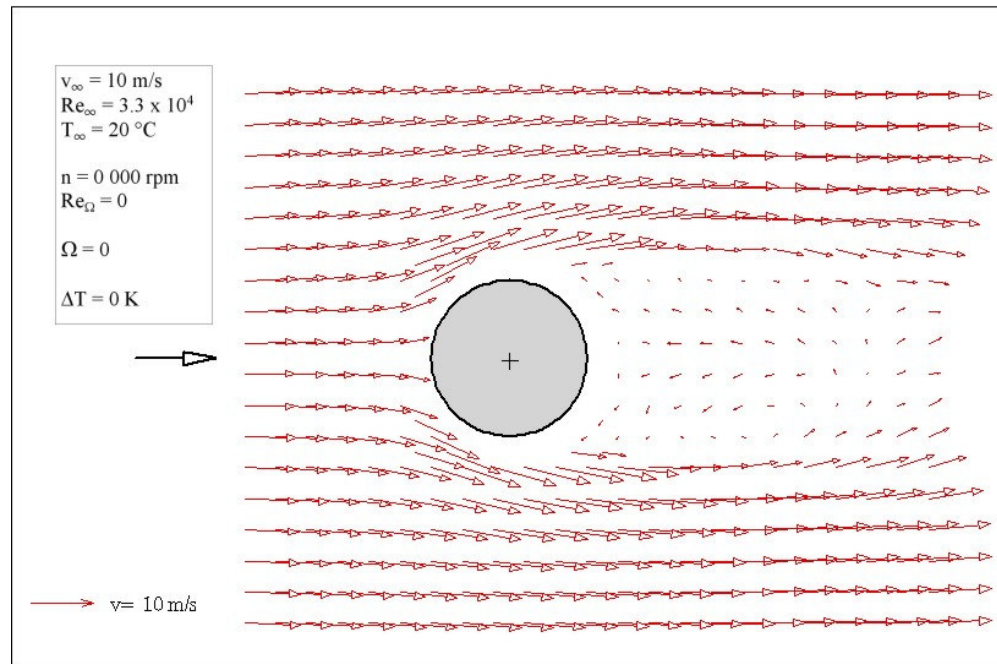 v∞ = 10 m/s
Re∞ = 3.3 x 10⁴
T∞ = 20 °C
n = 0 000 rpm
ReΩ = 0
Ω = 0
ΔT = 0 K
v= 10 m/s